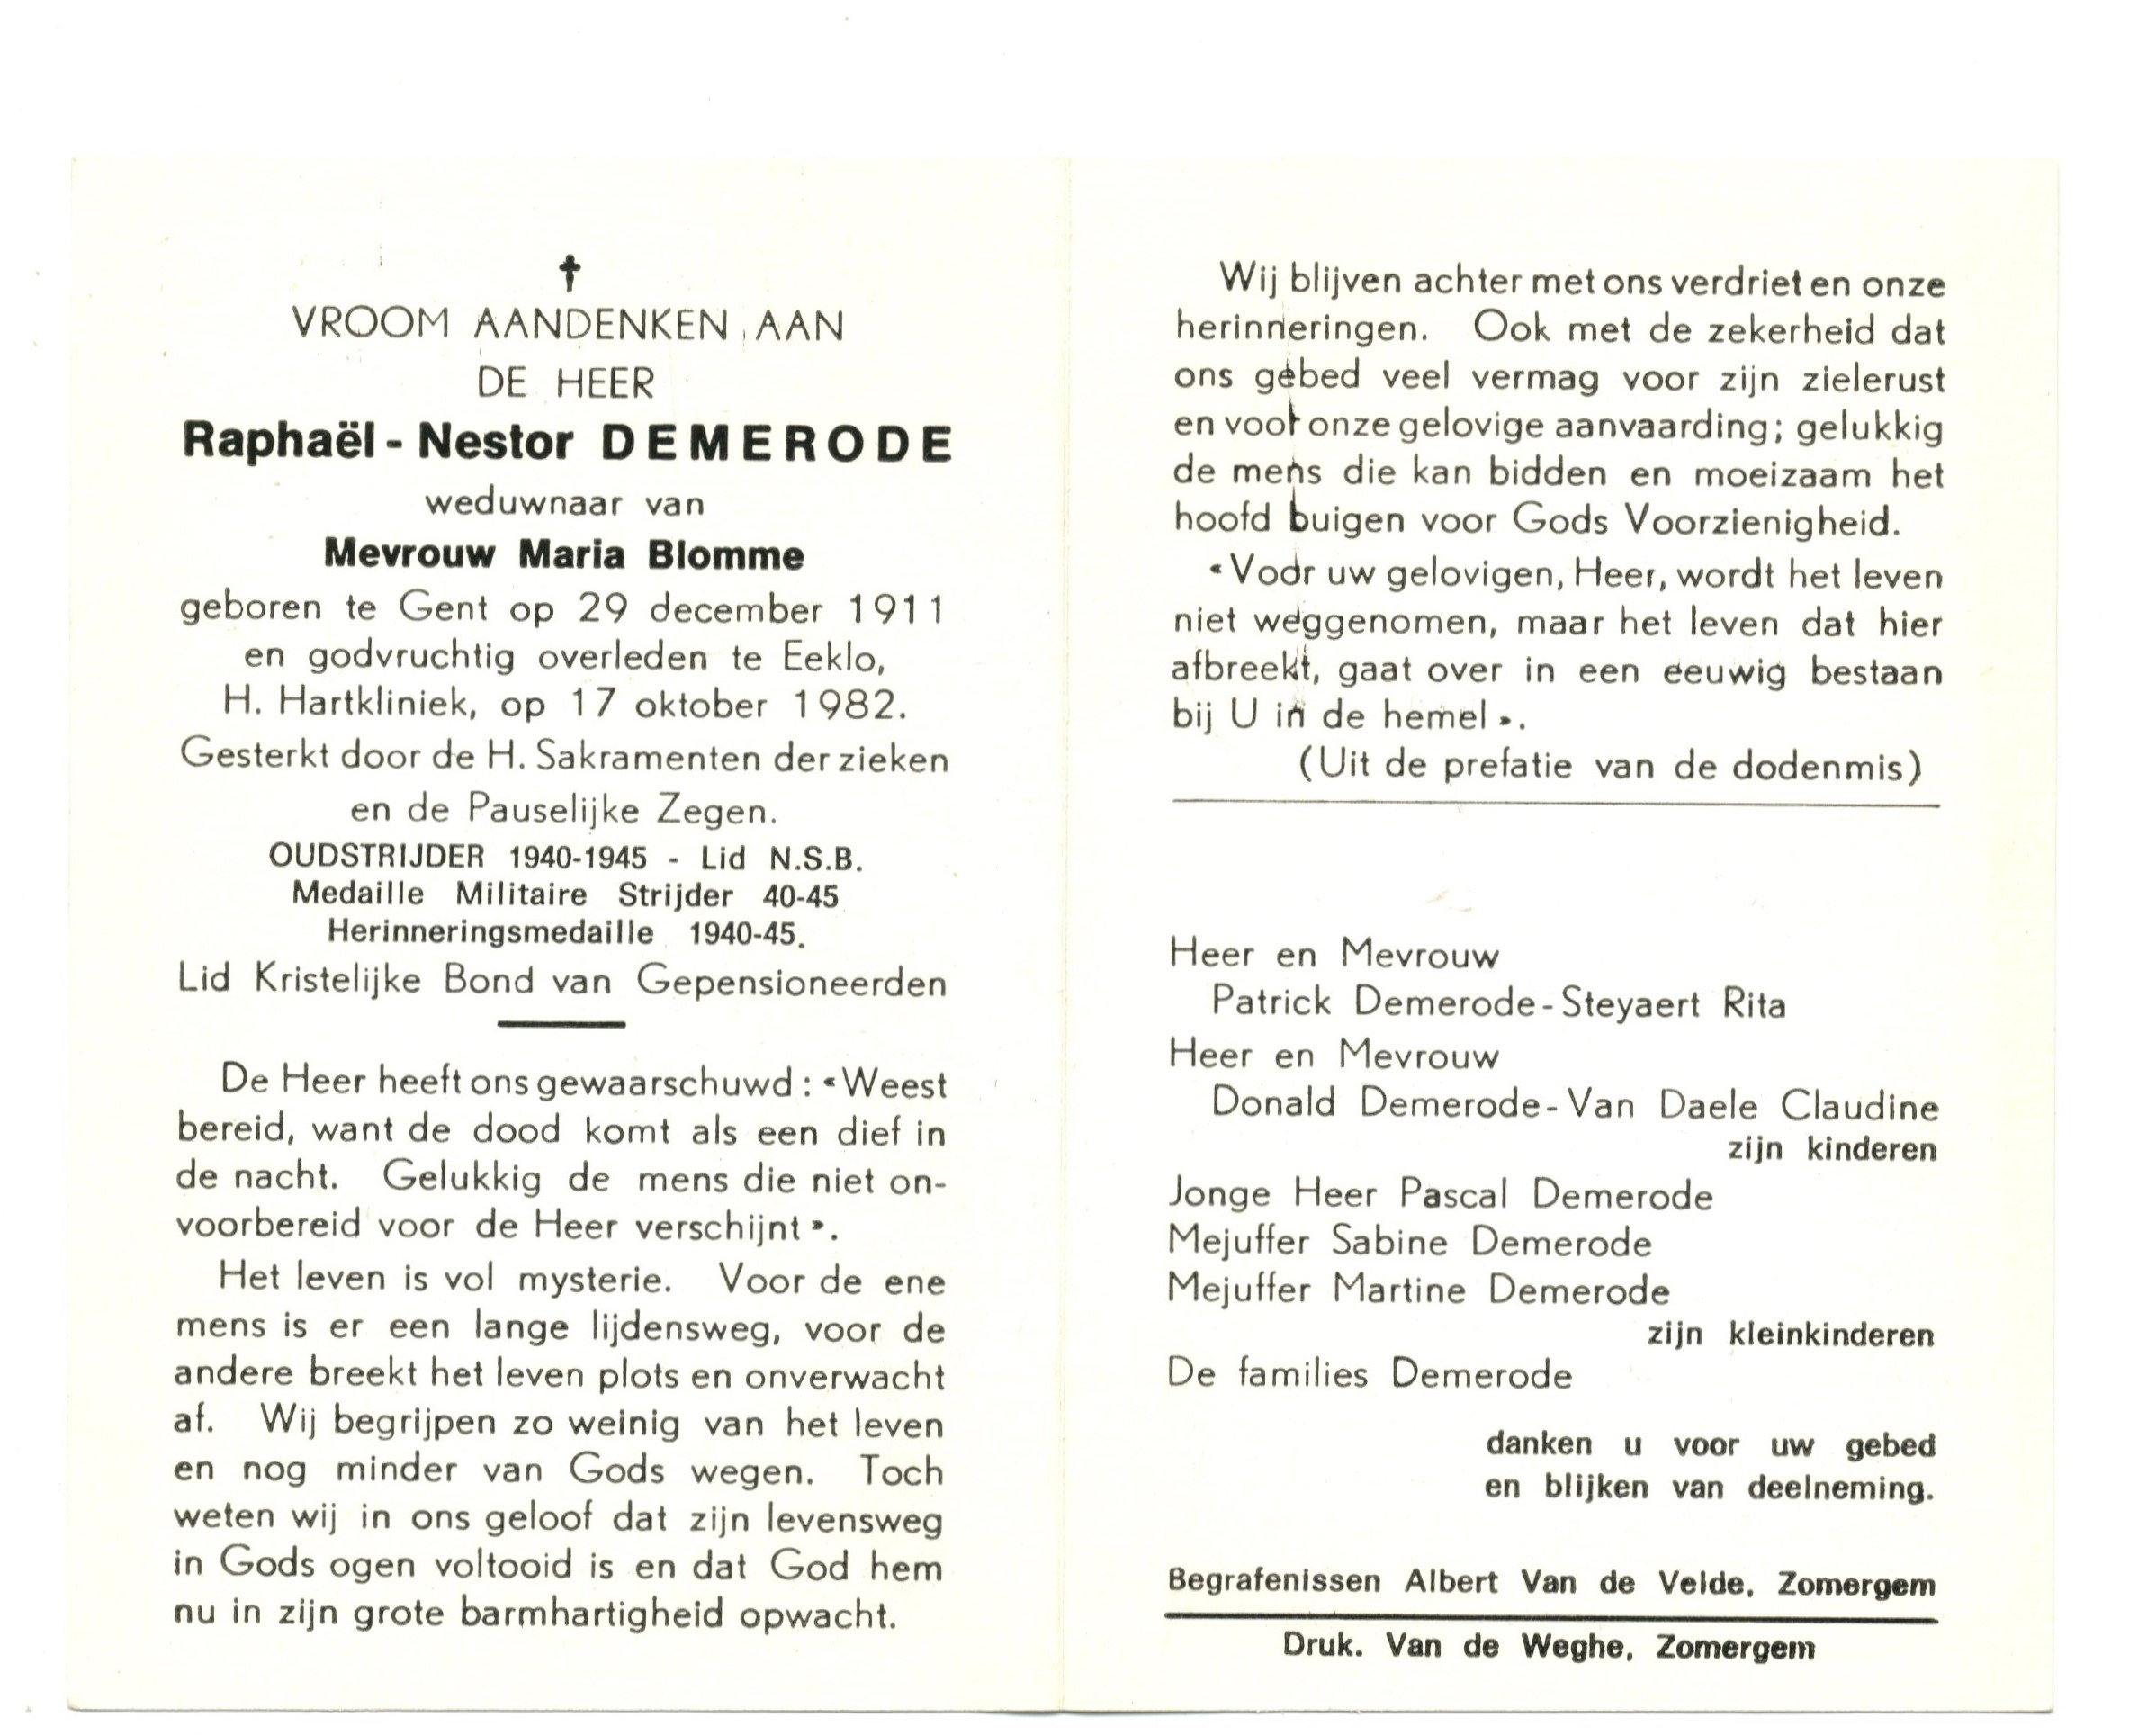 VROOM AANDENKEN AAN
DE HEER
Raphaël - Nestor DEMERODE
weduwnaar van
Mevrouw Maria Blomme
geboren te Gent op 29 december 1911
en godvruchtig overleden te Eeklo,
H. Hartkliniek, op 17 oktober 1982.
Gesterkt door de H. Sakramenten der zieken
en de Pauselijke Zegen.
OUDSTRIJDER 1940-1945 - Lid N.S.B.
Medaille Militaire Strijder 40-45
Herinneringsmedaille 1940-45.
Lid Kristelijke Bond van Gepensioneerden
De Heer heeft ons gewaarschuwd : «Weest
bereid, want de dood komt als een dief in
de nacht. Gelukkig de mens die niet on-
voorbereid voor de Heer verschijnt».
Het leven is vol mysterie. Voor de ene
mens is er een lange lijdensweg, voor de
andere breekt het leven plots en onverwacht
af. Wij begrijpen zo weinig van het leven
en nog minder van Gods wegen. Toch
weten wij in ons geloof dat zijn levensweg
in Gods ogen voltooid is en dat God hem
nu in zijn grote barmhartigheid opwacht.
Wij blijven achter met ons verdriet en onze
herinneringen. Ook met de zekerheid dat
ons gebed veel vermag voor zijn zielerust
en voor onze gelovige aanvaarding; gelukkig
de mens die kan bidden en moeizaam het
hoofd buigen voor Gods Voorzienigheid.
«Voor uw gelovigen, Heer, wordt het leven
niet weggenomen, maar het leven dat hier
afbreekt, gaat over in een eeuwig bestaan
bij U in de hemel».
(Uit de prefatie van de dodenmis)
Heer en Mevrouw
Patrick Demerode-Steyaert Rita
Heer en Mevrouw
Donald Demerode-Van Daele Claudine
zijn kinderen
Jonge Heer Pascal Demerode
Mejuffer Sabine Demerode
Mejuffer Martine Demerode
zijn kleinkinderen
De families Demerode
danken u voor uw gebed
en blijken van deelneming.
Begrafenissen Albert Van de Velde, Zomergem
Druk. Van de Weghe, Zomergem